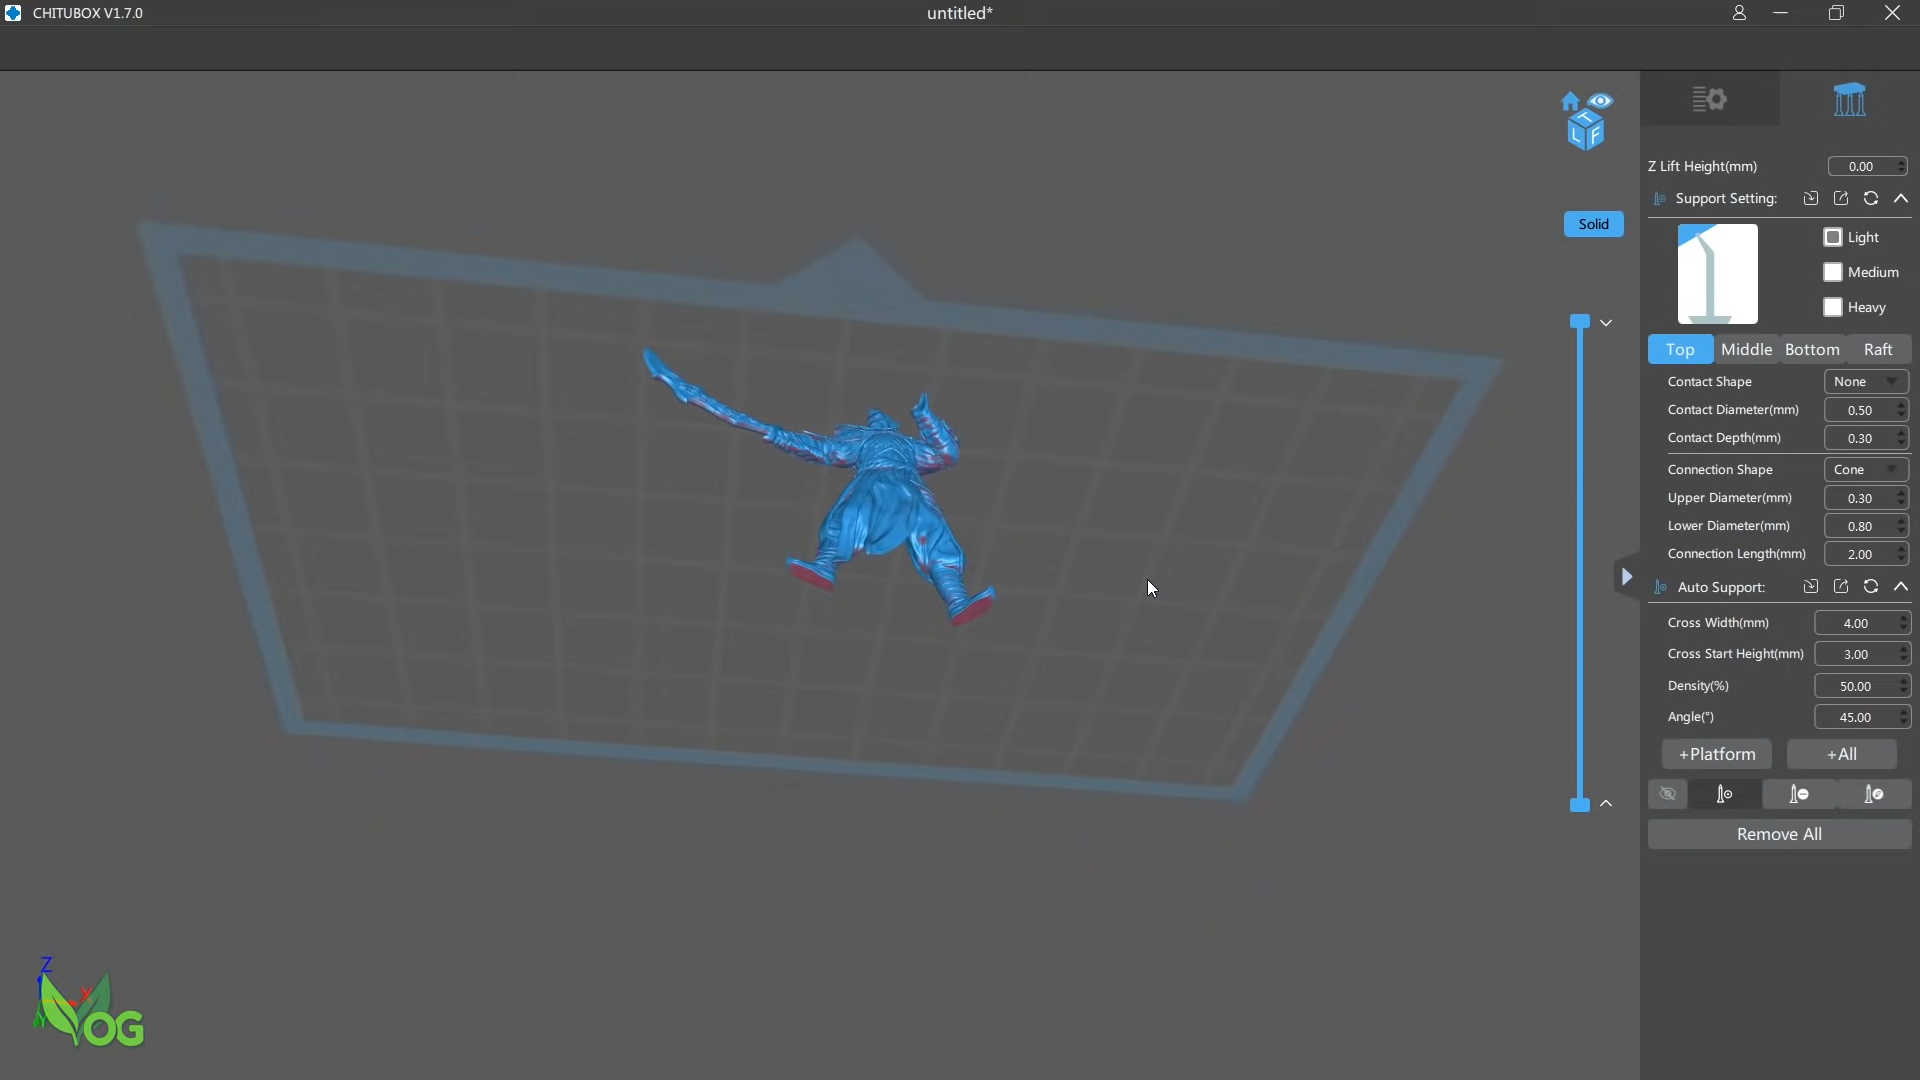 CHITUBOX V1.7.0
untitled*
T
L F
Z Lift Height(mm) 0.00
Support Setting:
Solid
Light
Medium
Heavy
Top Middle Bottom Raft
Contact Shape None
Contact Diameter(mm) 0.50
Contact Depth(mm) 0.30
Connection Shape Cone
Upper Diameter(mm) 0.30
Lower Diameter(mm) 0.80
Connection Length(mm) 2.00
Auto Support:
Cross Width(mm) 4.00
Cross Start Height(mm) 3.00
Density(%) 50.00
Angle(°) 45.00
+Platform +All
Remove All
Z
X
Y
VOG